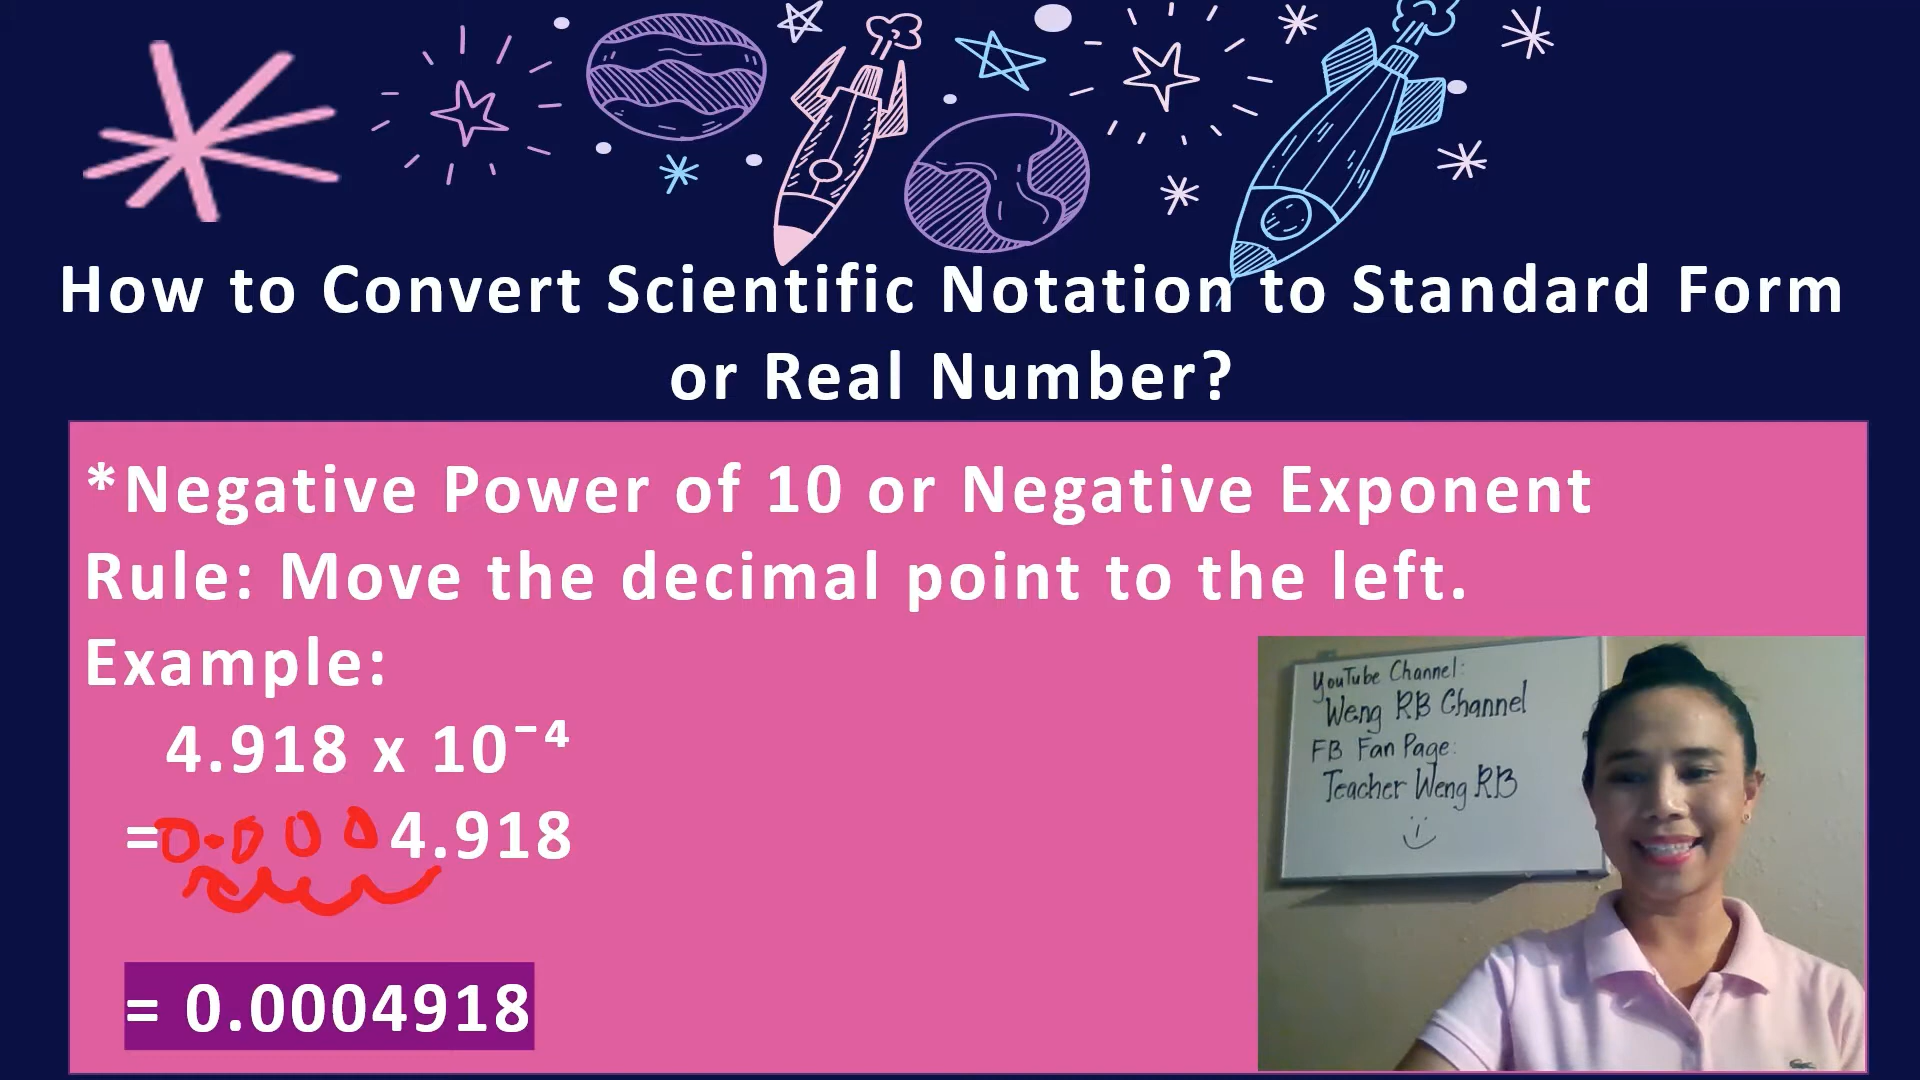 How to Convert Scientific Notation to Standard Form
or Real Number?
*Negative Power of 10 or Negative Exponent
Rule: Move the decimal point to the left.
Example:
4.918 x 10⁻⁴
=0.0004.918
= 0.0004918
YouTube Channel:
Weng RB Channel
FB Fan Page:
Teacher Weng RB